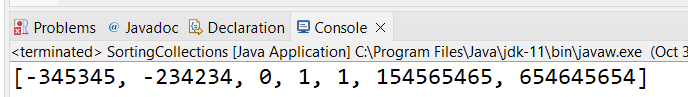 Problems @ Javadoc Declaration Console
<terminated> SortingCollections [Java Application] C:\Program Files\Java\jdk-11\bin\javaw.exe (Oct 3
[-345345, -234234, 0, 1, 1, 154565465, 654645654]